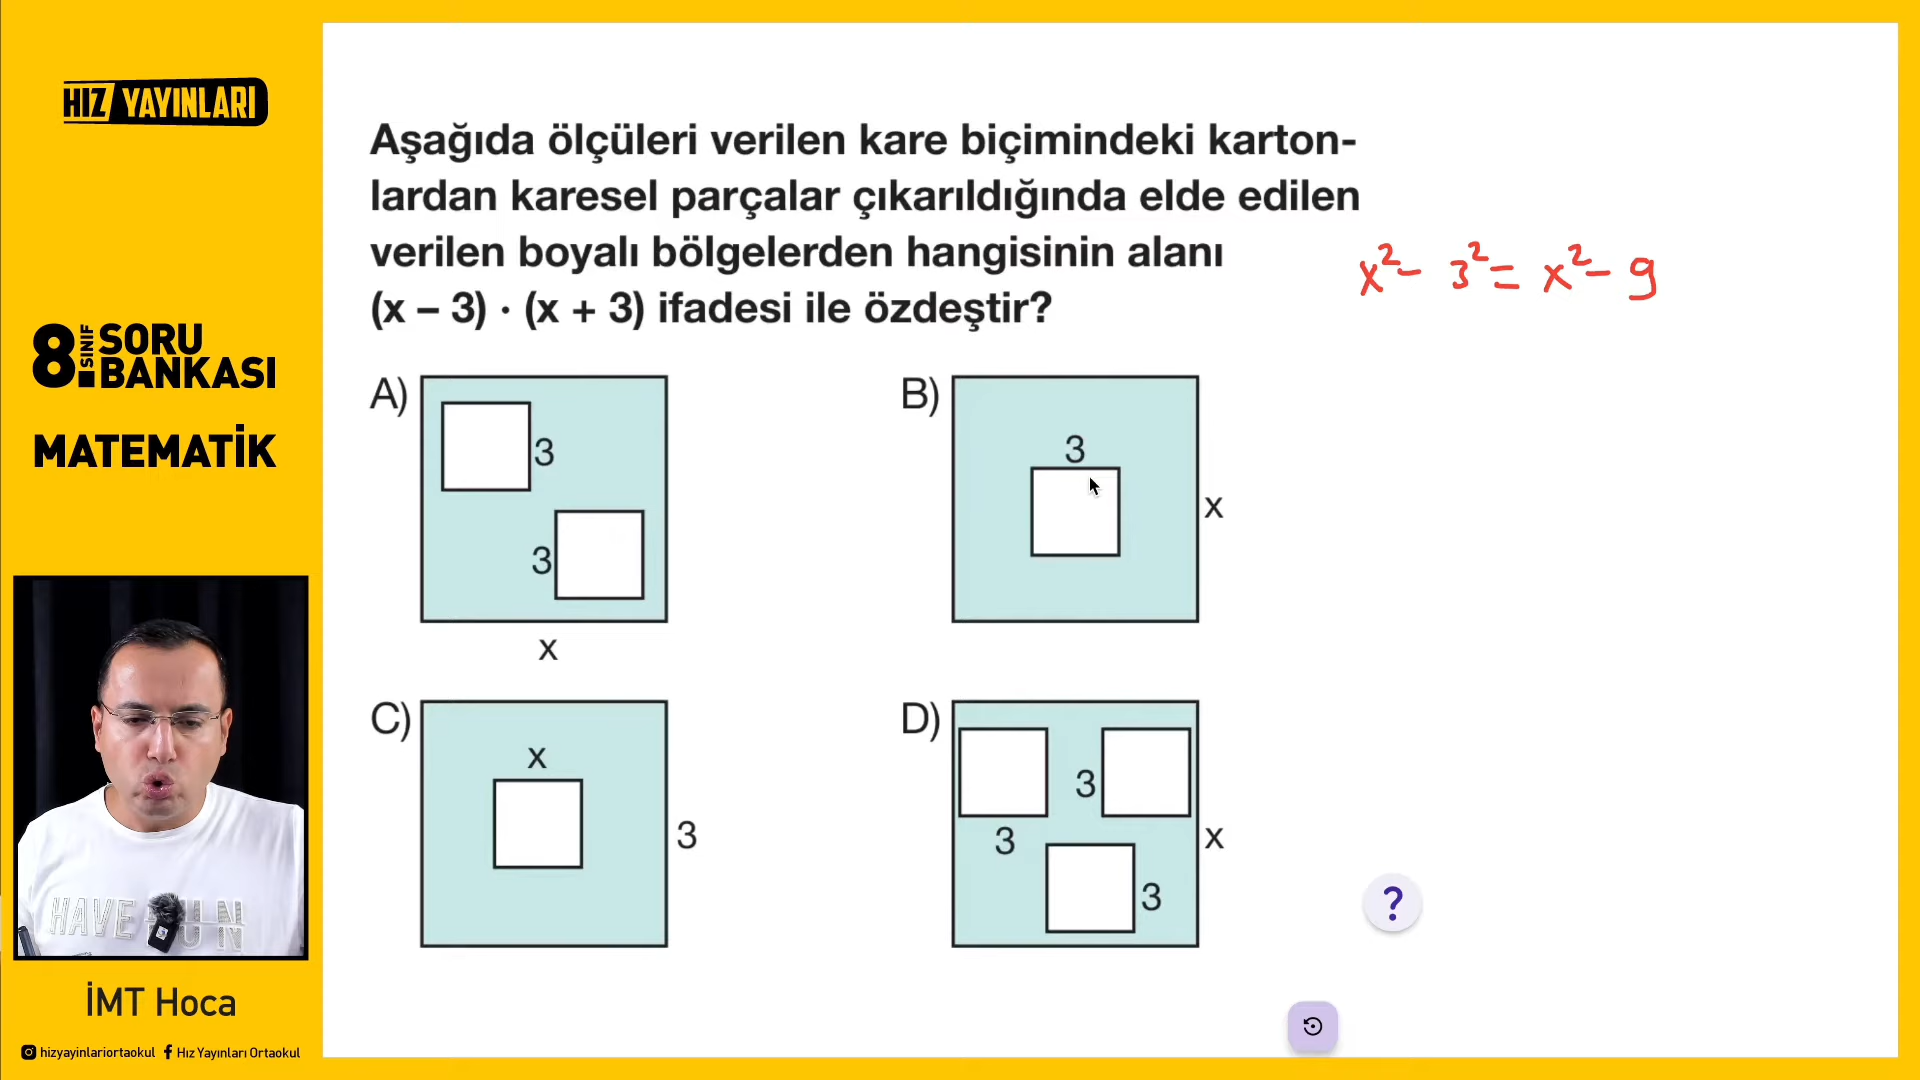 HIZ YAYINLARI
8. SINIF SORU BANKASI
MATEMATİK
Aşağıda ölçüleri verilen kare biçimindeki karton-
lardan karesel parçalar çıkarıldığında elde edilen
verilen boyalı bölgelerden hangisinin alanı
(x – 3) · (x + 3) ifadesi ile özdeştir?
x² – 3² = x² – 9
A)
3
3
x
B)
3
x
C)
x
3
D)
3
3
x
3
?
HAVE FUN
İMT Hoca
hizyayinlariortaokul Hız Yayınları Ortaokul